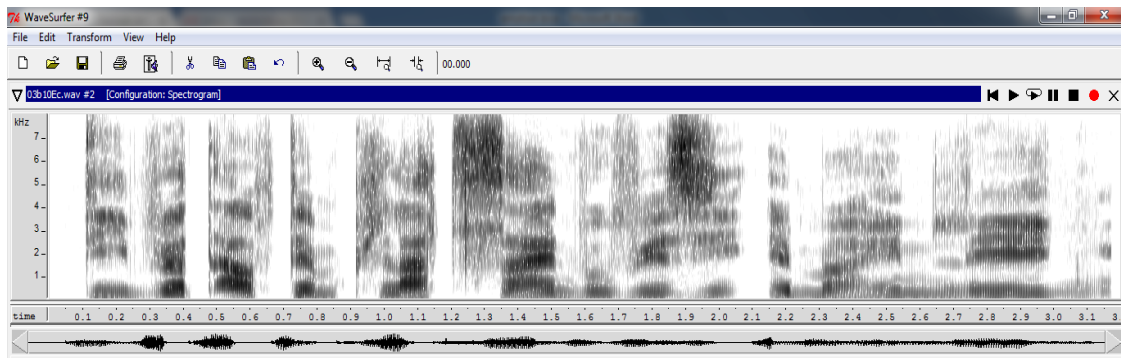 WaveSurfer #9
File Edit Transform View Help
00.000
03b10Ec.wav #2 [Configuration: Spectrogram]
kHz
7
6
5
4
3
2
1
time 0.1 0.2 0.3 0.4 0.5 0.6 0.7 0.8 0.9 1.0 1.1 1.2 1.3 1.4 1.5 1.6 1.7 1.8 1.9 2.0 2.1 2.2 2.3 2.4 2.5 2.6 2.7 2.8 2.9 3.0 3.1 3.